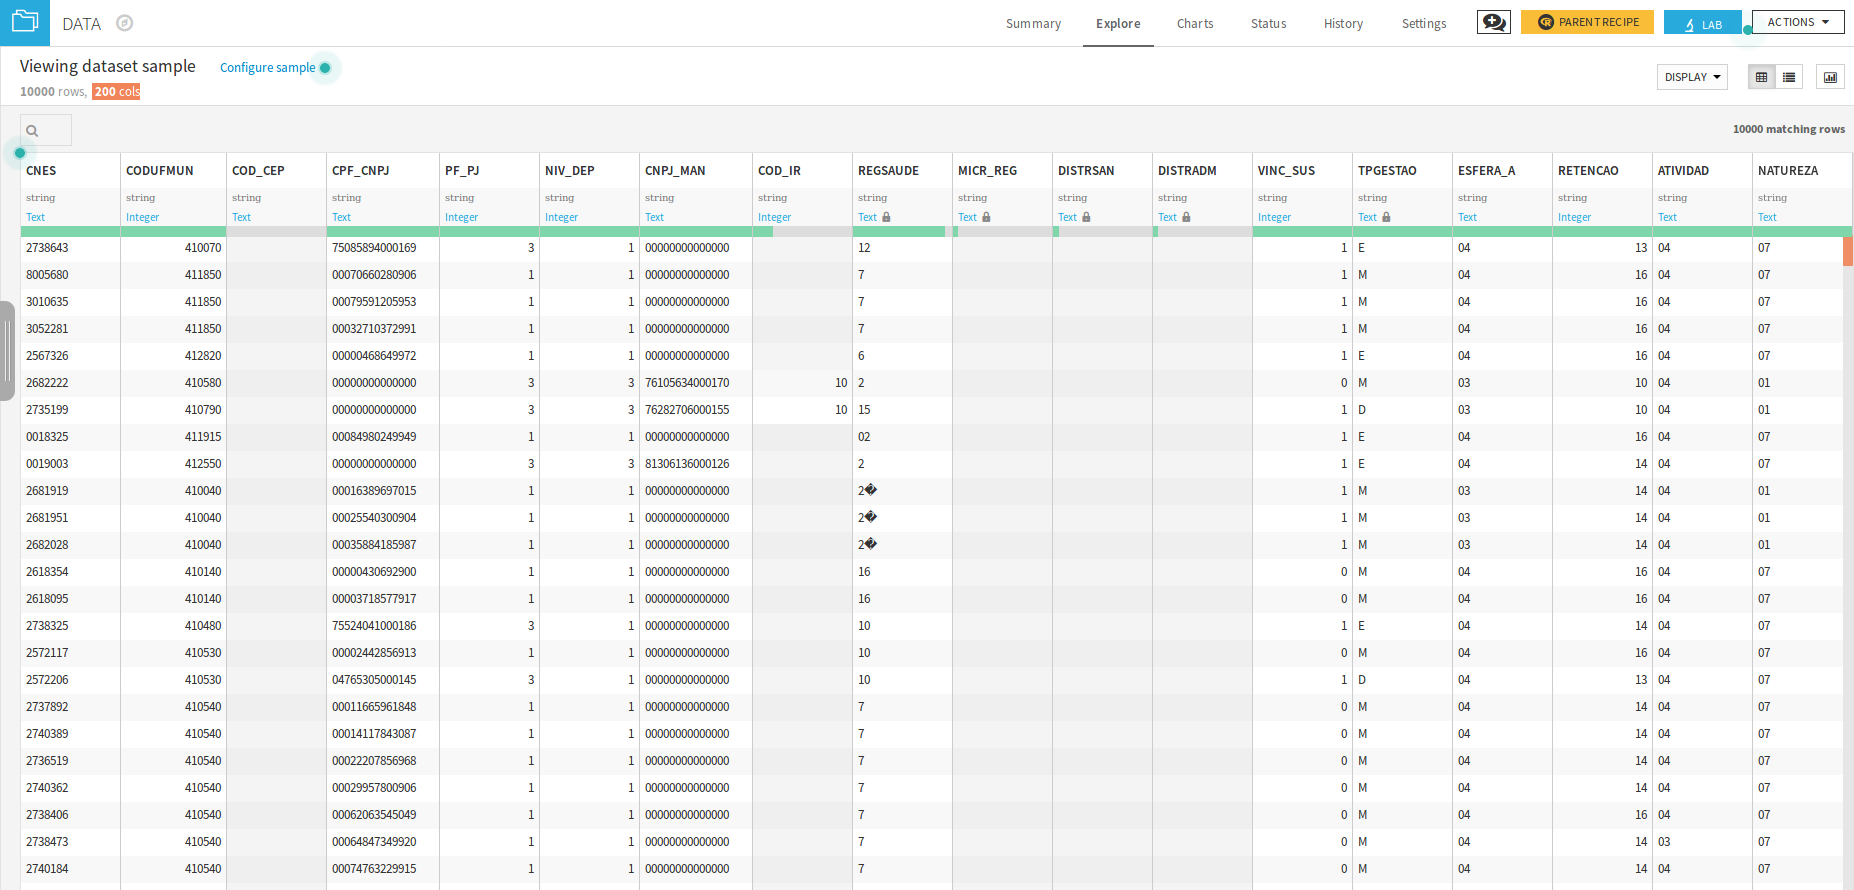 DATA Summary Explore Charts Status History Settings PARENT RECIPE LAB ACTIONS
Viewing dataset sample Configure sample
10000 rows, 200 cols
DISPLAY
10000 matching rows
CNES CODUFMUN COD_CEP CPF_CNPJ PF_PJ NIV_DEP CNPJ_MAN COD_IR REGSAUDE MICR_REG DISTRSAN DISTRADM VINC_SUS TPGESTAO ESFERA_A RETENCAO ATIVIDAD NATUREZA
string string string string string string string string string string string string string string string string string string
Text Integer Text Text Integer Integer Text Integer Text Text Text Text Integer Text Text Integer Text Text
2738643 410070 75085894000169 3 1 00000000000000 12 1 E 04 13 04 07
8005680 411850 00070660280906 1 1 00000000000000 7 1 M 04 16 04 07
3010635 411850 00079591205953 1 1 00000000000000 7 1 M 04 16 04 07
3052281 411850 00032710372991 1 1 00000000000000 7 1 M 04 16 04 07
2567326 412820 00000468649972 1 1 00000000000000 6 1 E 04 16 04 07
2682222 410580 00000000000000 3 3 76105634000170 10 2 0 M 03 10 04 01
2735199 410790 00000000000000 3 3 76282706000155 10 15 1 D 03 10 04 01
0018325 411915 00084980249949 1 1 00000000000000 02 1 E 04 16 04 07
0019003 412550 00000000000000 3 3 81306136000126 2 1 E 04 14 04 07
2681919 410040 00016389697015 1 1 00000000000000 2� 1 M 03 14 04 01
2681951 410040 00025540300904 1 1 00000000000000 2� 1 M 03 14 04 01
2682028 410040 00035884185987 1 1 00000000000000 2� 1 M 03 14 04 01
2618354 410140 00000430692900 1 1 00000000000000 16 0 M 04 16 04 07
2618095 410140 00003718577917 1 1 00000000000000 16 0 M 04 16 04 07
2738325 410480 75524041000186 3 1 00000000000000 10 1 E 04 14 04 07
2572117 410530 00002442856913 1 1 00000000000000 10 0 M 04 16 04 07
2572206 410530 04765305000145 3 1 00000000000000 10 1 D 04 13 04 07
2737892 410540 00011665961848 1 1 00000000000000 7 0 M 04 14 04 07
2740389 410540 00014117843087 1 1 00000000000000 7 0 M 04 14 04 07
2736519 410540 00022207856968 1 1 00000000000000 7 0 M 04 14 04 07
2740362 410540 00029957800906 1 1 00000000000000 7 0 M 04 14 04 07
2738406 410540 00062063545049 1 1 00000000000000 7 0 M 04 16 04 07
2738473 410540 00064847349920 1 1 00000000000000 7 0 M 04 14 03 07
2740184 410540 00074763229915 1 1 00000000000000 7 0 M 04 14 04 07